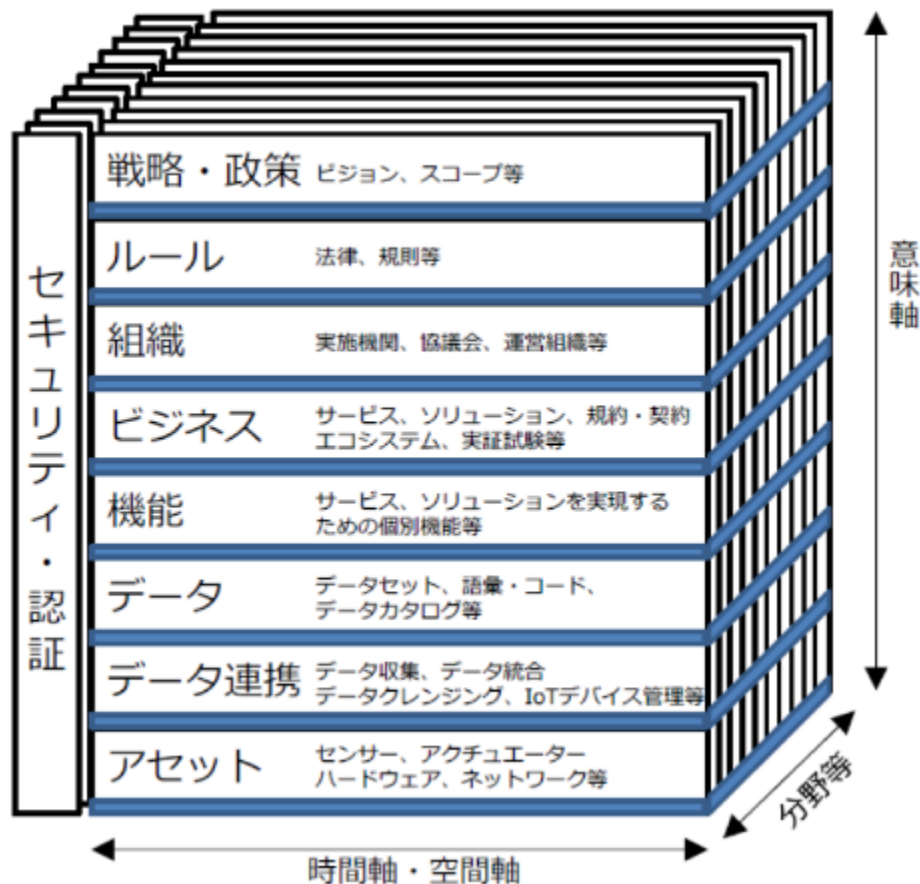 セキュリティ・認証
戦略・政策 ビジョン、スコープ等
ルール 法律、規則等
組織 実施機関、協議会、運営組織等
ビジネス サービス、ソリューション、規約・契約
エコシステム、実証試験等
機能 サービス、ソリューションを実現する
ための個別機能等
データ データセット、語彙・コード、
データカタログ等
データ連携 データ収集、データ統合
データクレンジング、IoTデバイス管理等
アセット センサー、アクチュエーター
ハードウェア、ネットワーク等
意味軸
分野等
時間軸・空間軸